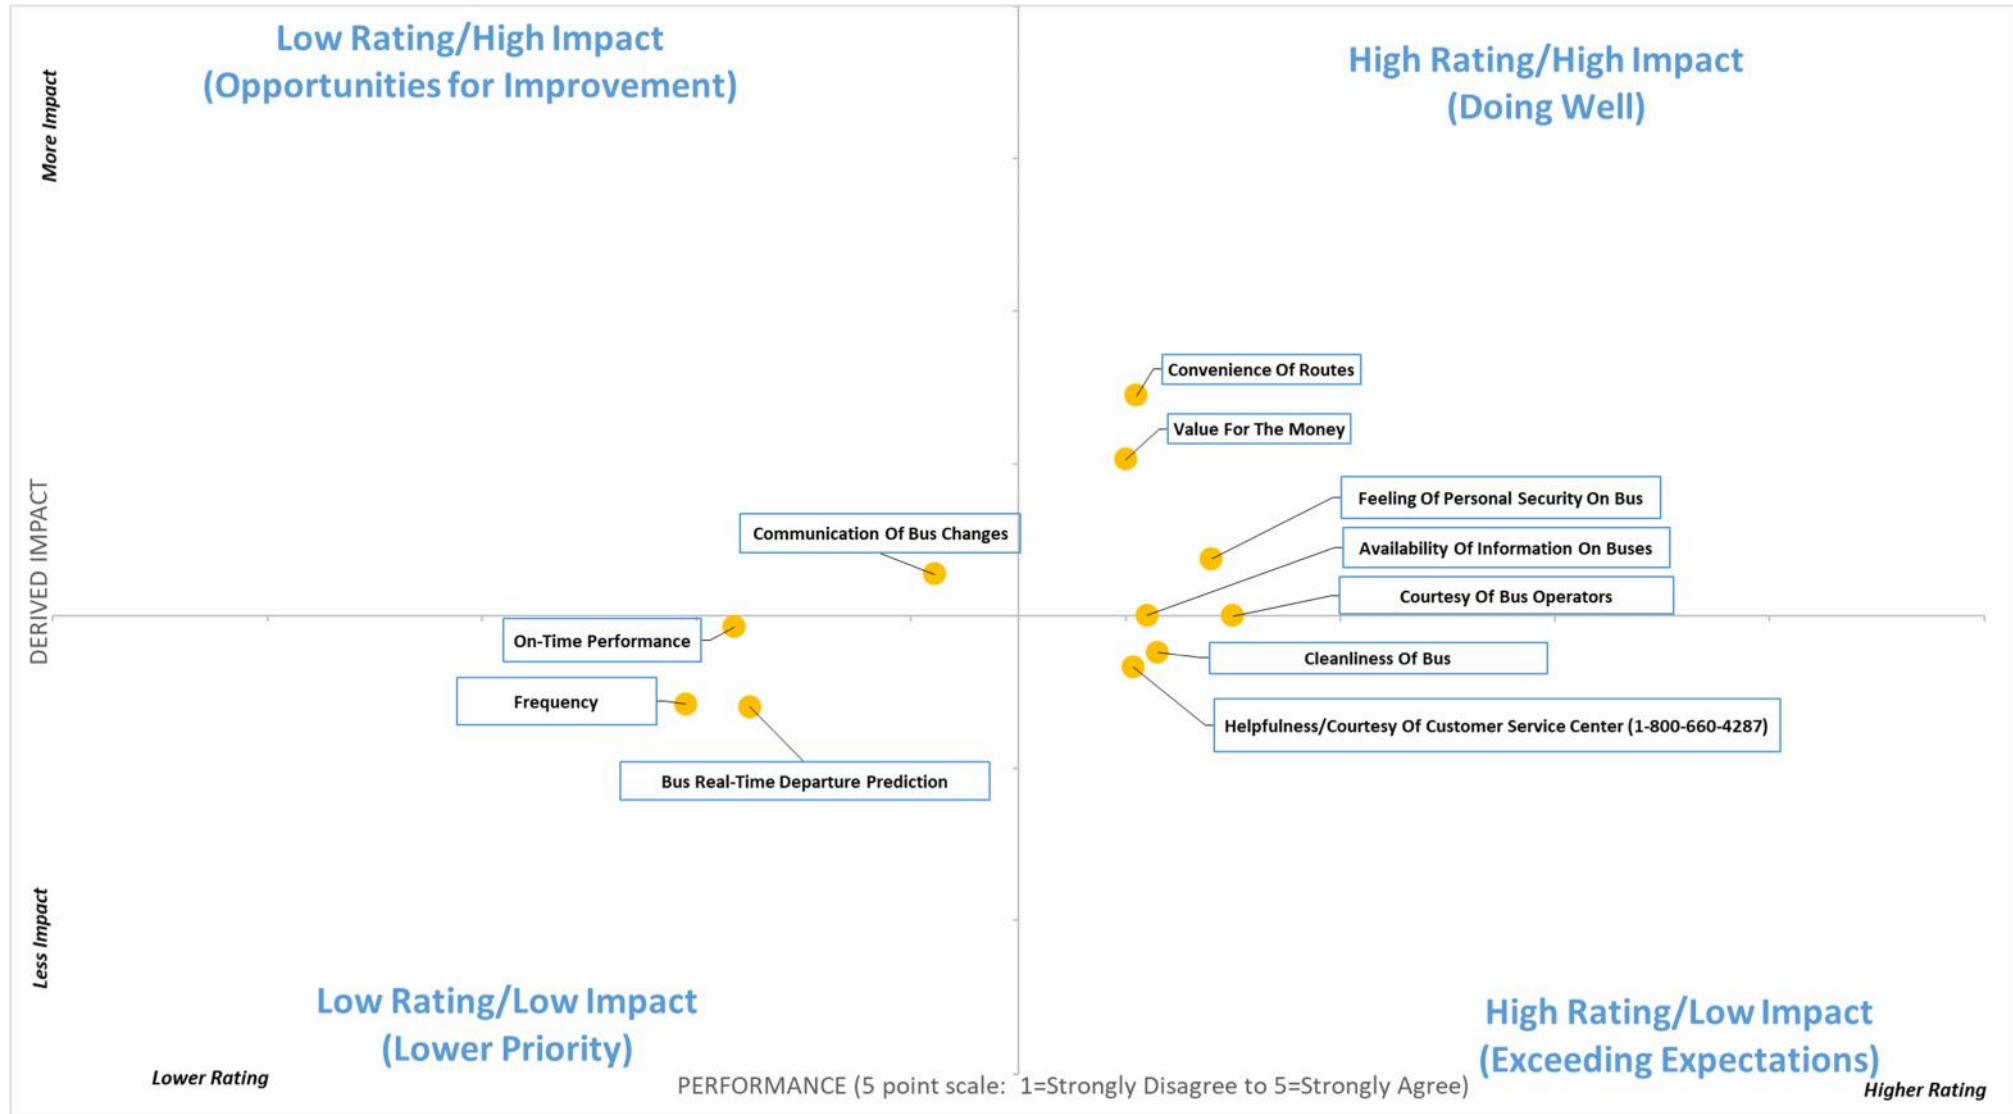 Low Rating/High Impact
(Opportunities for Improvement)
High Rating/High Impact
(Doing Well)
More Impact
Convenience Of Routes
Value For The Money
Feeling Of Personal Security On Bus
Communication Of Bus Changes
Availability Of Information On Buses
Courtesy Of Bus Operators
DERIVED IMPACT
On-Time Performance
Cleanliness Of Bus
Frequency
Helpfulness/Courtesy Of Customer Service Center (1-800-660-4287)
Bus Real-Time Departure Prediction
Less Impact
Low Rating/Low Impact
(Lower Priority)
High Rating/Low Impact
(Exceeding Expectations)
Lower Rating
PERFORMANCE (5 point scale: 1=Strongly Disagree to 5=Strongly Agree)
Higher Rating